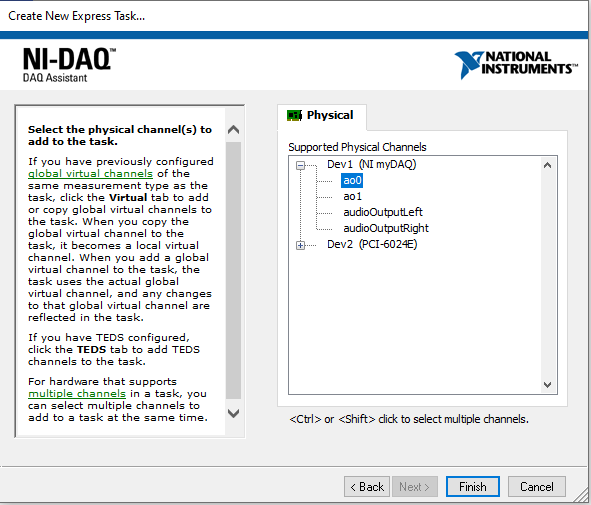 Create New Express Task...
NI-DAQ™
DAQ Assistant
NATIONAL
INSTRUMENTS™
Select the physical channel(s) to
add to the task.
If you have previously configured
global virtual channels of the
same measurement type as the
task, click the Virtual tab to add
or copy global virtual channels to
the task. When you copy the
global virtual channel to the
task, it becomes a local virtual
channel. When you add a global
virtual channel to the task, the
task uses the actual global
virtual channel, and any changes
to that global virtual channel are
reflected in the task.
If you have TEDS configured,
click the TEDS tab to add TEDS
channels to the task.
For hardware that supports
multiple channels in a task, you
can select multiple channels to
add to a task at the same time.
Physical
Supported Physical Channels
Dev1 (NI myDAQ)
ao0
ao1
audioOutputLeft
audioOutputRight
Dev2 (PCI-6024E)
<Ctrl> or <Shift> click to select multiple channels.
< Back
Next >
Finish
Cancel